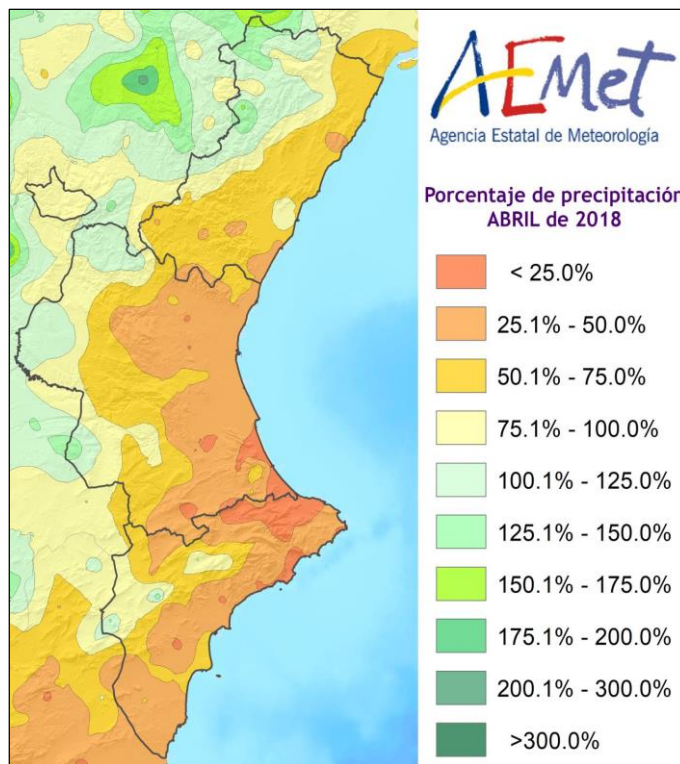 AEMet
Agencia Estatal de Meteorología
Porcentaje de precipitación
ABRIL de 2018
< 25.0%
25.1% - 50.0%
50.1% - 75.0%
75.1% - 100.0%
100.1% - 125.0%
125.1% - 150.0%
150.1% - 175.0%
175.1% - 200.0%
200.1% - 300.0%
>300.0%